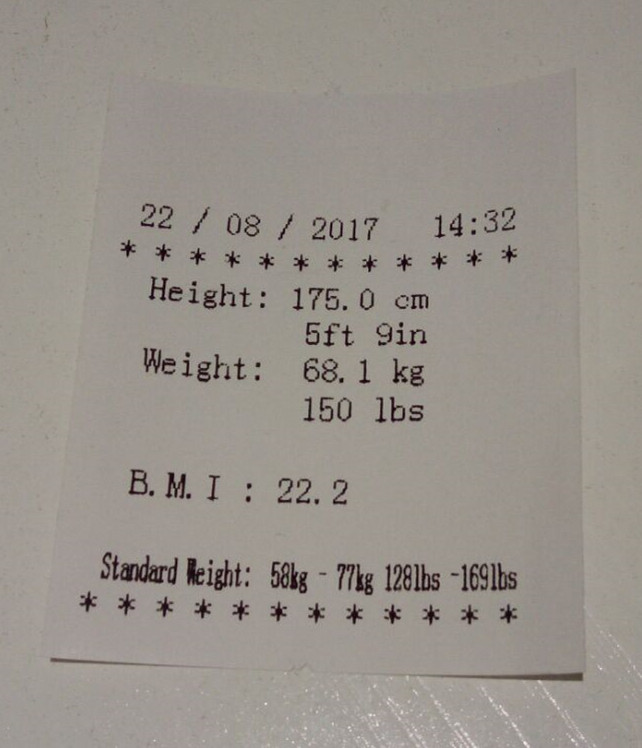 22 / 08 / 2017 14:32
* * * * * * * * * * * *
Height: 175.0 cm
5ft 9in
Weight: 68.1 kg
150 lbs
B.M.I : 22.2
Standard Weight: 58kg - 77kg 128lbs -169lbs
* * * * * * * * * * * *